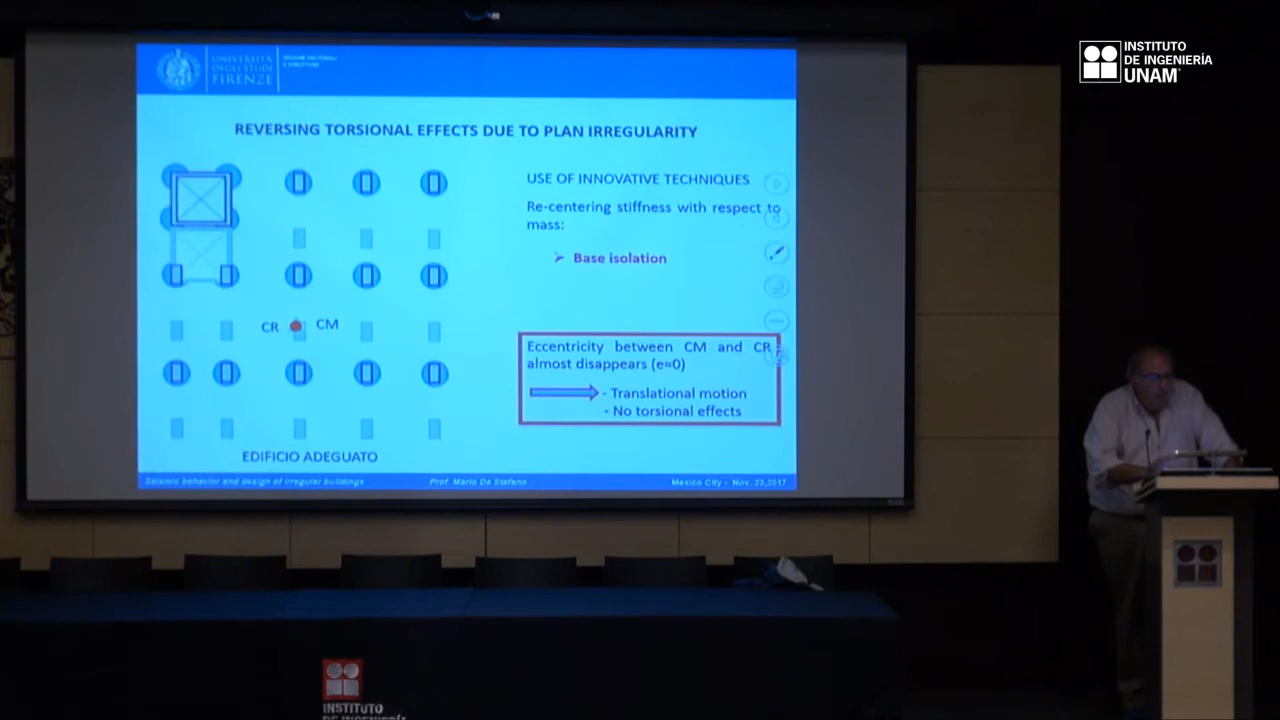 INSTITUTO
DE INGENIERÍA
UNAM
UNIVERSITÀ
DEGLI STUDI
FIRENZE
REVERSING TORSIONAL EFFECTS DUE TO PLAN IRREGULARITY
USE OF INNOVATIVE TECHNIQUES
Re-centering stiffness with respect to
mass:
➢ Base isolation
CR CM
Eccentricity between CM and CR
almost disappears (e≈0)
- Translational motion
- No torsional effects
EDIFICIO ADEGUATO
Seismic behavior and design of irregular buildings Prof. Mario De Stefano Mexico City – Nov. 23,2017
INSTITUTO
DE INGENIERÍA